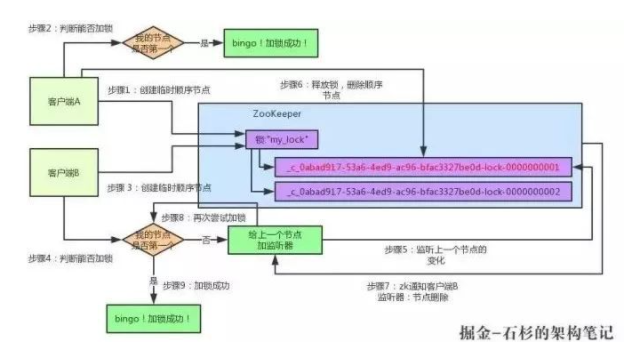 步骤2：判断能否加锁
我的节点
是否第一个
是
bingo！加锁成功！
步骤1：创建临时顺序节点
步骤6：释放锁，删除顺序
节点
客户端A
ZooKeeper
锁"my_lock"
_c_0abad917-53a6-4ed9-ac96-bfac3327be0d-lock-0000000001
客户端B
步骤 3：创建临时顺序节点
_c_0abad917-53a6-4ed9-ac96-bfac3327be0d-lock-0000000002
步骤8：再次尝试加锁
我的节点
是否第一个
否
给上一个节点
加监听器
步骤5：监听上一个节点的
变化
步骤4：判断能否加锁
是
步骤9：加锁成功
步骤7：zk通知客户端B
监听器：节点删除
bingo！加锁成功！
掘金-石杉的架构笔记